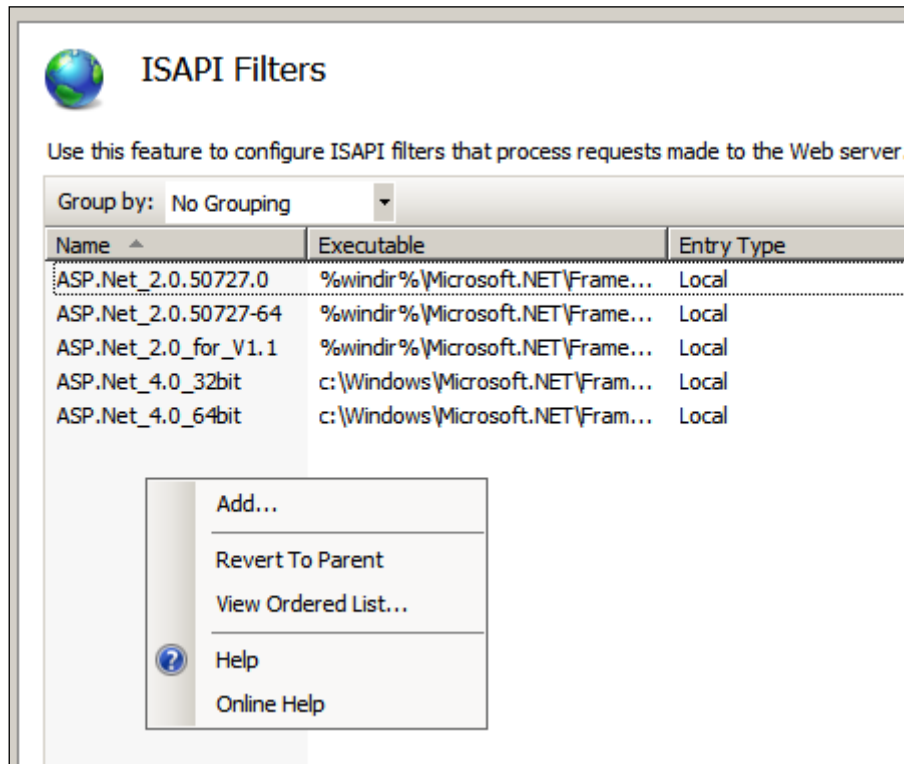 ISAPI Filters
Use this feature to configure ISAPI filters that process requests made to the Web server.
Group by: No Grouping
Name Executable Entry Type
ASP.Net_2.0.50727.0 %windir%\Microsoft.NET\Frame... Local
ASP.Net_2.0.50727-64 %windir%\Microsoft.NET\Frame... Local
ASP.Net_2.0_for_V1.1 %windir%\Microsoft.NET\Frame... Local
ASP.Net_4.0_32bit c:\Windows\Microsoft.NET\Fram... Local
ASP.Net_4.0_64bit c:\Windows\Microsoft.NET\Fram... Local
Add...
Revert To Parent
View Ordered List...
Help
Online Help